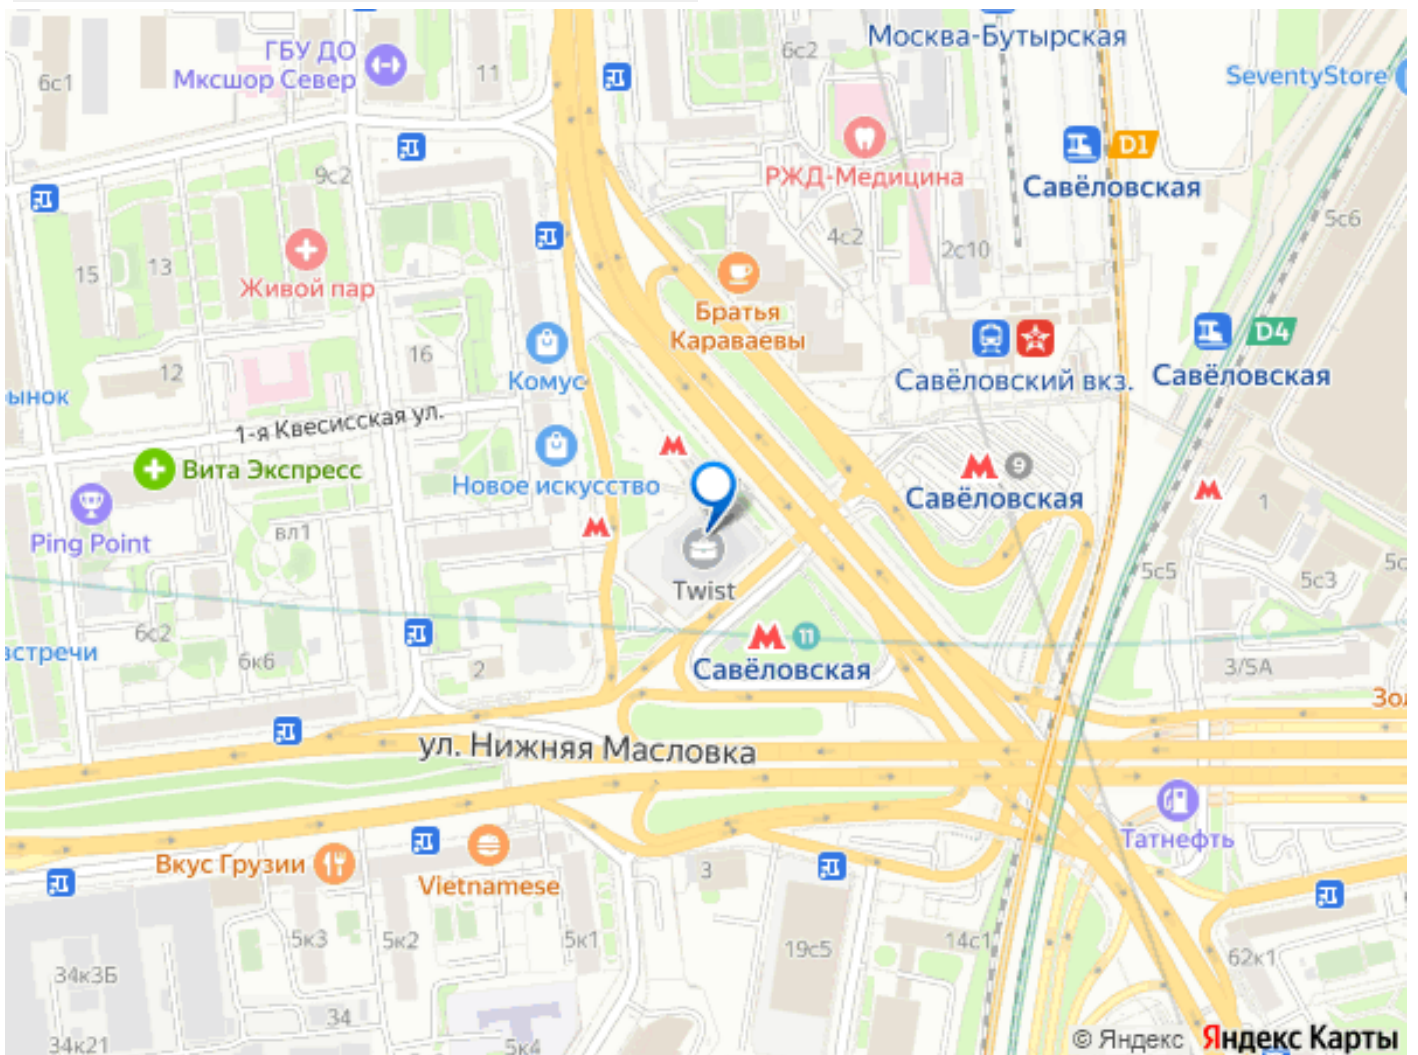 Москва-Бутырская
ГБУ ДО
Мксшор Север
6с1
11
6с2
SeventyStore
D1
РЖД-Медицина
Савёловская
9с2
5с6
4с2
2с10
15
13
Живой пар
Братья
Караваевы
D4
16
12
Комус
Савёловский вкз.
Савёловская
ынок
1-я Квесисская ул.
М
Вита Экспресс
М 9
Новое искусство
Савёловская
М
1
Ping Point
вл1
М
Twist
5с5
5с3
5с
6с2
встречи
6к6
2
М 11
Савёловская
3/5А
Зол
ул. Нижняя Масловка
Татнефть
Вкус Грузии
Vietnamese
3
5к3
5к2
5к1
19с5
14с1
62к1
34к3Б
34
34к21
5к4
© Яндекс Яндекс Карты